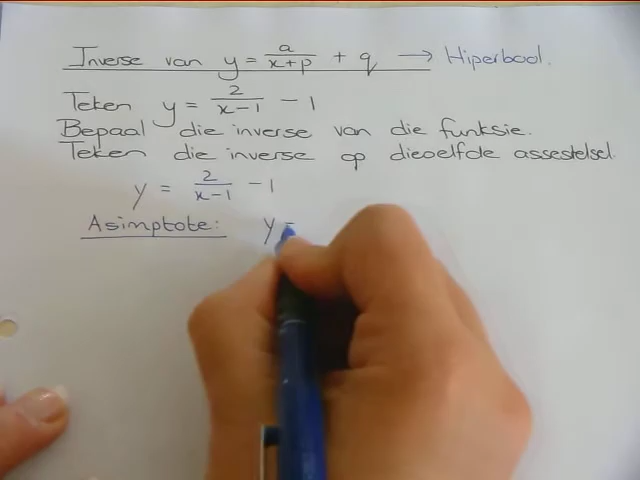 Inverse van y = a/(x+p) + q → Hiperbool.
Teken y = 2/(x-1) - 1
Bepaal die inverse van die funksie.
Teken die inverse op dieselfde assestelsel.
y = 2/(x-1) - 1
Asimptote: y =